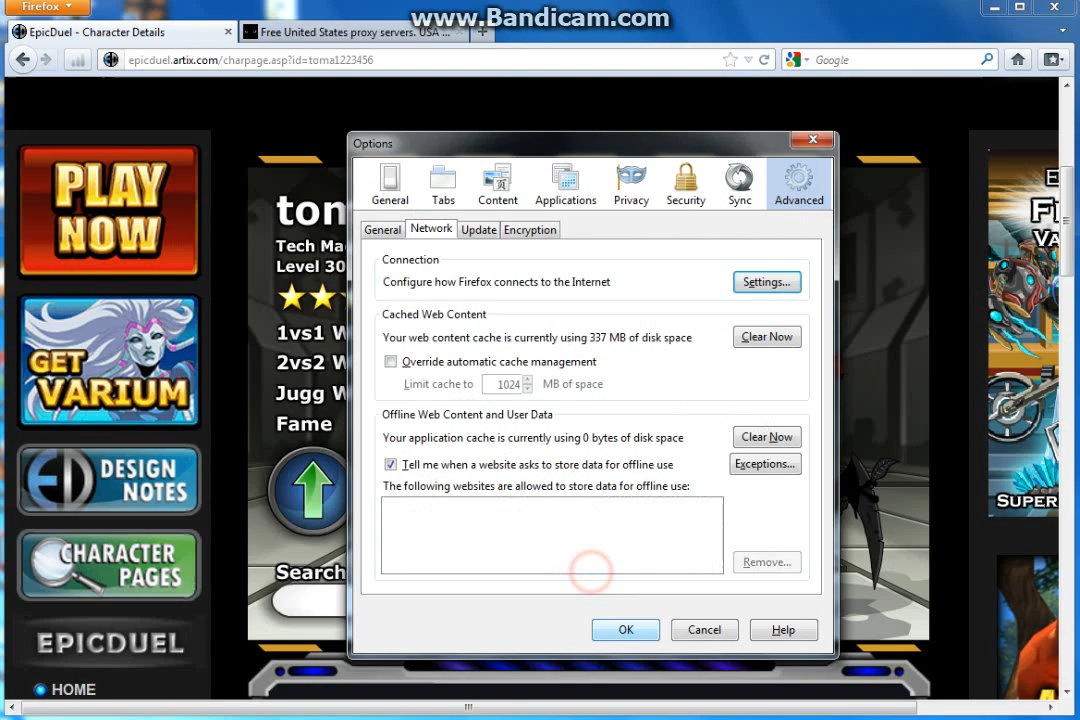 Firefox
www.Bandicam.com
EpicDuel - Character Details
Free United States proxy servers. USA ...
epicduel.artix.com/charpage.asp?id=toma1223456
Google
PLAY
NOW
GET
VARIUM
DESIGN
NOTES
CHARACTER
PAGES
EPICDUEL
HOME
tom
Level 30
1vs1 W
2vs2 W
Jugg W
Fame
Search
Options
General
Tabs
Content
Applications
Privacy
Security
Sync
Advanced
General
Network
Update
Encryption
Connection
Configure how Firefox connects to the Internet
Settings...
Cached Web Content
Your web content cache is currently using 337 MB of disk space
Clear Now
Override automatic cache management
Limit cache to 1024 MB of space
Offline Web Content and User Data
Your application cache is currently using 0 bytes of disk space
Clear Now
Tell me when a website asks to store data for offline use
Exceptions...
The following websites are allowed to store data for offline use:
Remove...
OK
Cancel
Help
SUPER